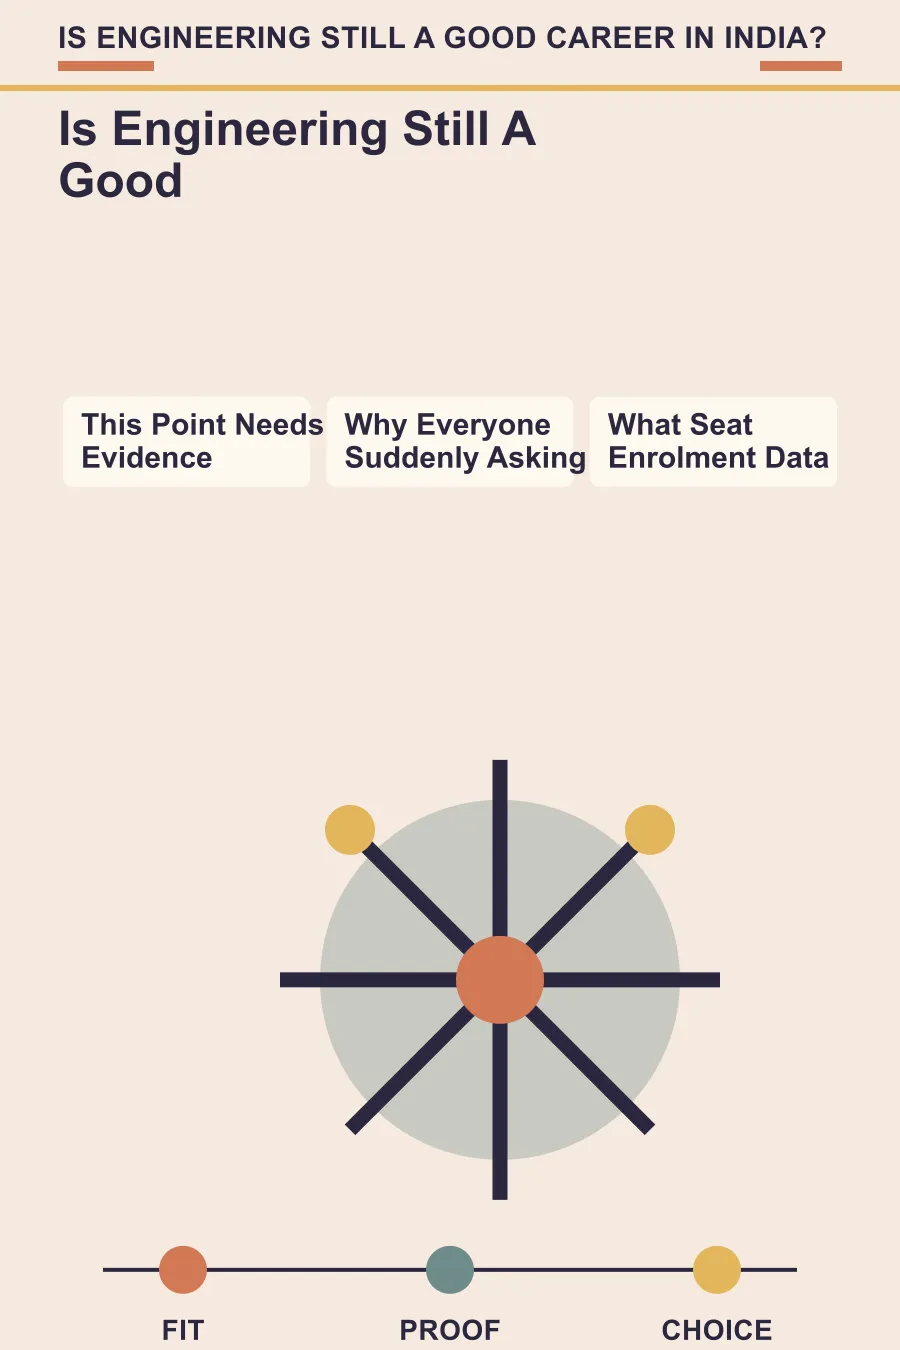 IS ENGINEERING STILL A GOOD CAREER IN INDIA?
Is Engineering Still A
Good
This Point Needs
Evidence
Why Everyone
Suddenly Asking
What Seat
Enrolment Data
FIT
PROOF
CHOICE